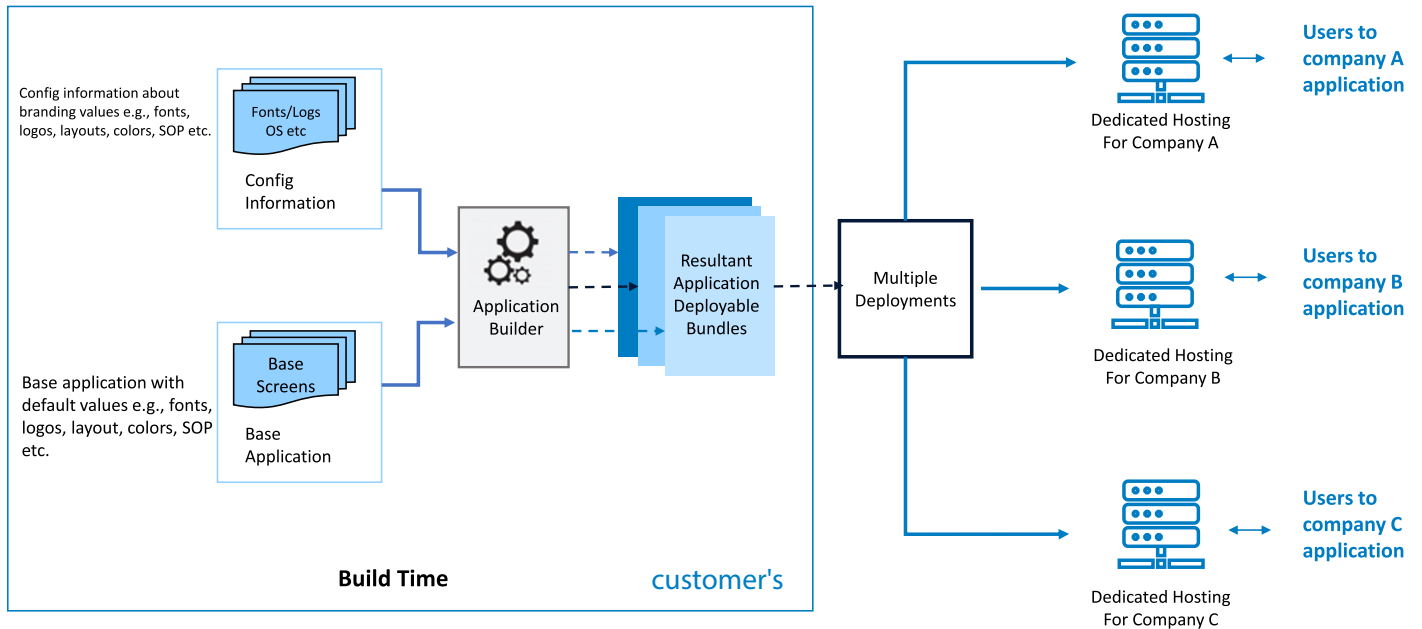 Config information about
branding values e.g., fonts,
logos, layouts, colors, SOP etc.
Fonts/Logs
OS etc
Config
Information
Base application with
default values e.g., fonts,
logos, layout, colors, SOP
etc.
Base
Screens
Base
Application
Application
Builder
Resultant
Application
Deployable
Bundles
Build Time
customer's
Multiple
Deployments
Dedicated Hosting
For Company A
Users to
company A
application
Dedicated Hosting
For Company B
Users to
company B
application
Dedicated Hosting
For Company C
Users to
company C
application